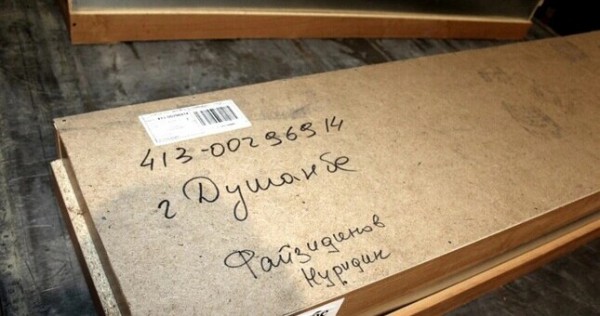 413-00296914
г Душанбе
Файзидинов
Нуридин